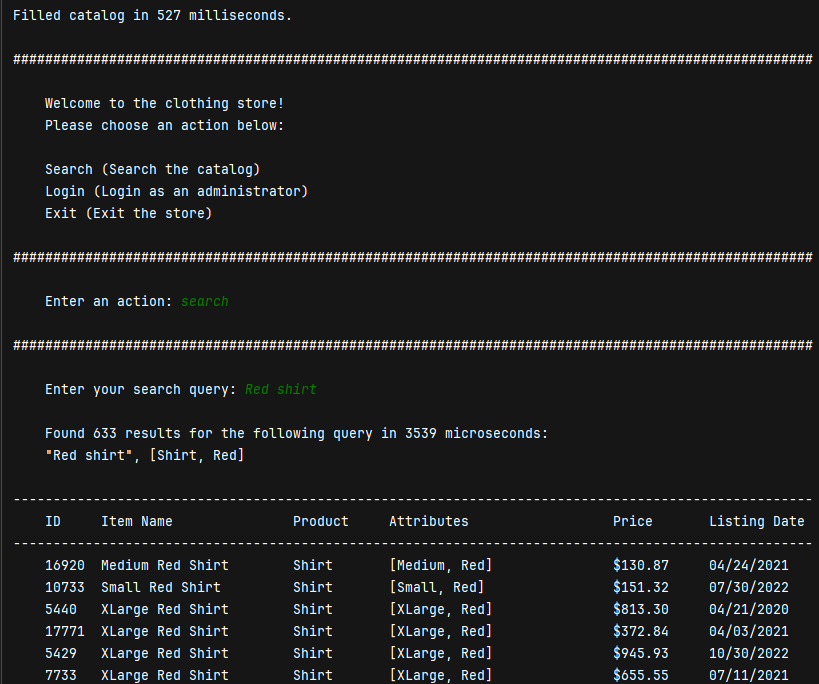 Filled catalog in 527 milliseconds.
####################################################################################################
Welcome to the clothing store!
Please choose an action below:
Search (Search the catalog)
Login (Login as an administrator)
Exit (Exit the store)
####################################################################################################
Enter an action: search
####################################################################################################
Enter your search query: Red shirt
Found 633 results for the following query in 3539 microseconds:
"Red shirt", [Shirt, Red]
----------------------------------------------------------------------------------------------------
ID Item Name Product Attributes Price Listing Date
----------------------------------------------------------------------------------------------------
16920 Medium Red Shirt Shirt [Medium, Red] $130.87 04/24/2021
10733 Small Red Shirt Shirt [Small, Red] $151.32 07/30/2022
5440 XLarge Red Shirt Shirt [XLarge, Red] $813.30 04/21/2020
17771 XLarge Red Shirt Shirt [XLarge, Red] $372.84 04/03/2021
5429 XLarge Red Shirt Shirt [XLarge, Red] $945.93 10/30/2022
7733 XLarge Red Shirt Shirt [XLarge, Red] $655.55 07/11/2021